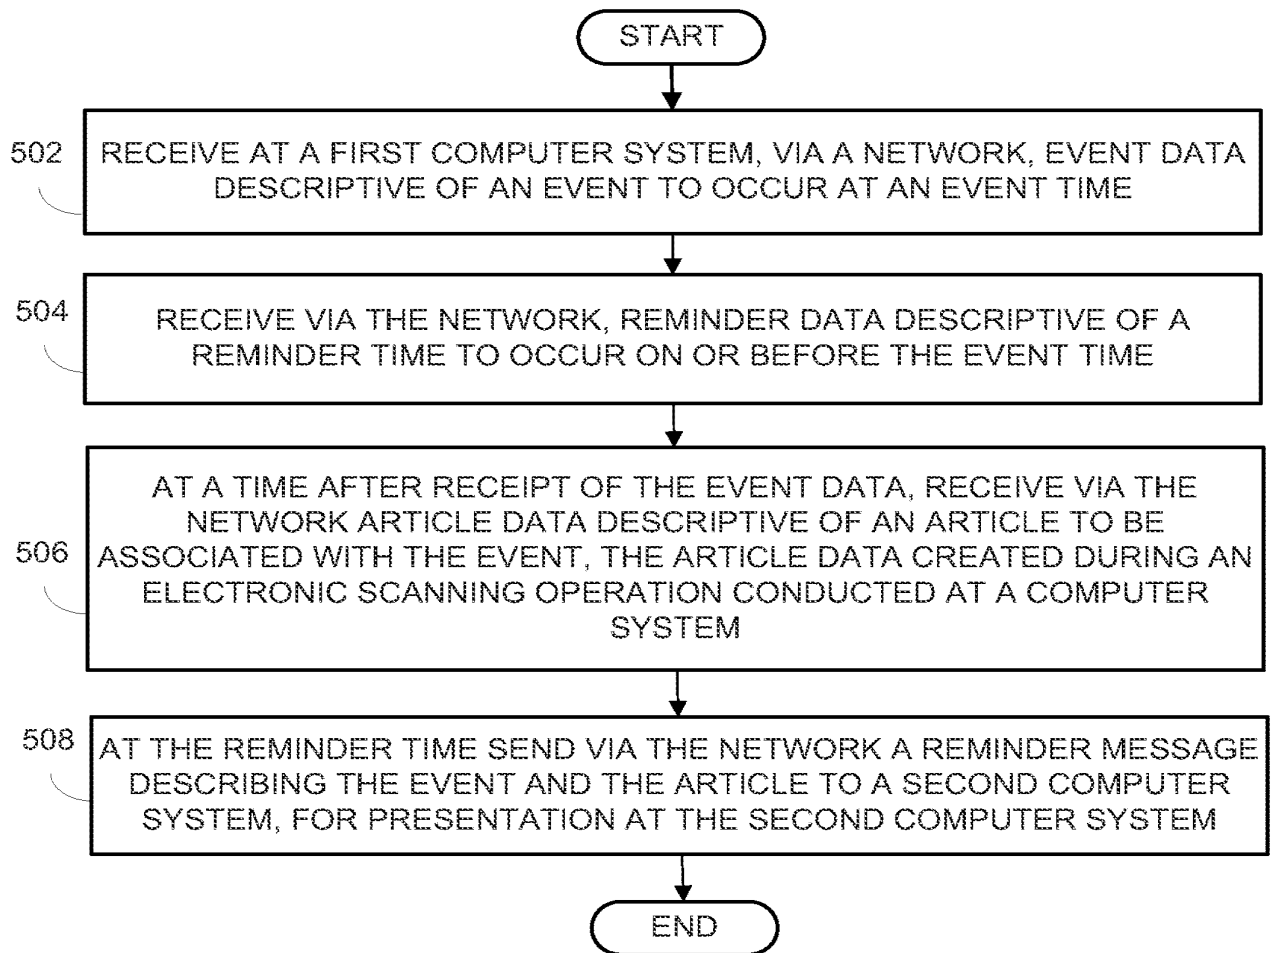 START
502
RECEIVE AT A FIRST COMPUTER SYSTEM, VIA A NETWORK, EVENT DATA
DESCRIPTIVE OF AN EVENT TO OCCUR AT AN EVENT TIME
504
RECEIVE VIA THE NETWORK, REMINDER DATA DESCRIPTIVE OF A
REMINDER TIME TO OCCUR ON OR BEFORE THE EVENT TIME
506
AT A TIME AFTER RECEIPT OF THE EVENT DATA, RECEIVE VIA THE
NETWORK ARTICLE DATA DESCRIPTIVE OF AN ARTICLE TO BE
ASSOCIATED WITH THE EVENT, THE ARTICLE DATA CREATED DURING AN
ELECTRONIC SCANNING OPERATION CONDUCTED AT A COMPUTER
SYSTEM
508
AT THE REMINDER TIME SEND VIA THE NETWORK A REMINDER MESSAGE
DESCRIBING THE EVENT AND THE ARTICLE TO A SECOND COMPUTER
SYSTEM, FOR PRESENTATION AT THE SECOND COMPUTER SYSTEM
END